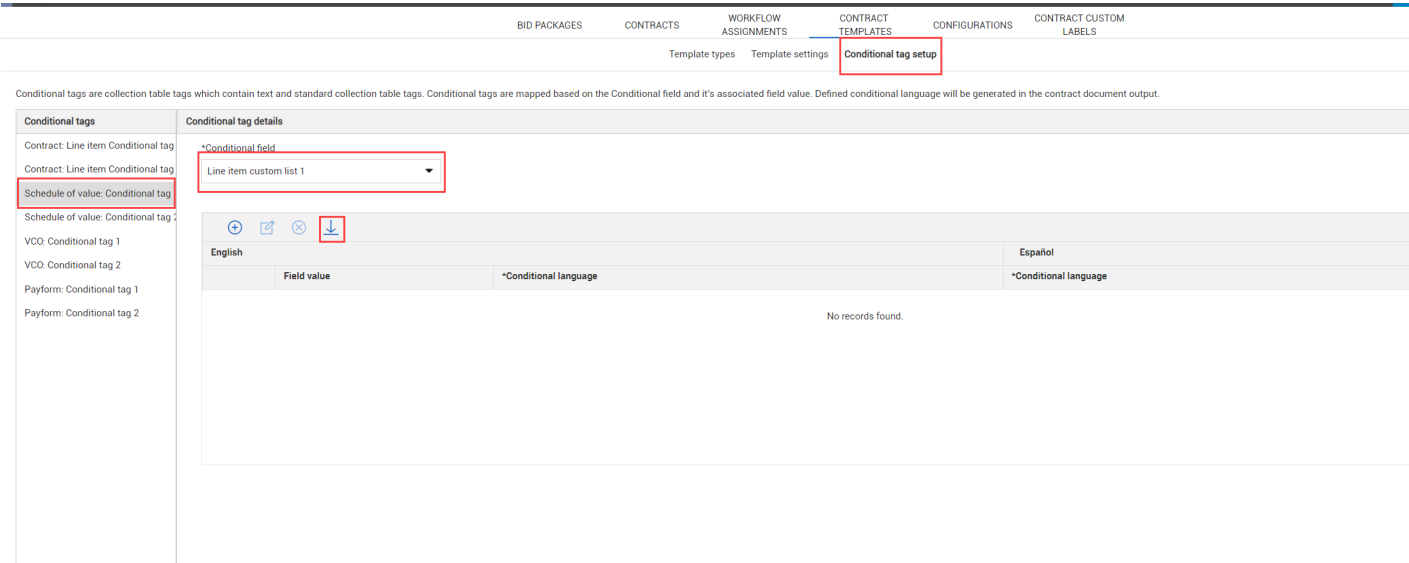 BID PACKAGES
CONTRACTS
WORKFLOW
ASSIGNMENTS
CONTRACT
TEMPLATES
CONFIGURATIONS
CONTRACT CUSTOM
LABELS
Template types
Template settings
Conditional tag setup
Conditional tags are collection table tags which contain text and standard collection table tags. Conditional tags are mapped based on the Conditional field and it's associated field value. Defined conditional language will be generated in the contract document output.
Conditional tags
Contract: Line item Conditional tag
Contract: Line item Conditional tag
Schedule of value: Conditional tag
Schedule of value: Conditional tag 2
VCO: Conditional tag 1
VCO: Conditional tag 2
Payform: Conditional tag 1
Payform: Conditional tag 2
Conditional tag details
*Conditional field
Line item custom list 1
English
Español
Field value
*Conditional language
*Conditional language
No records found.